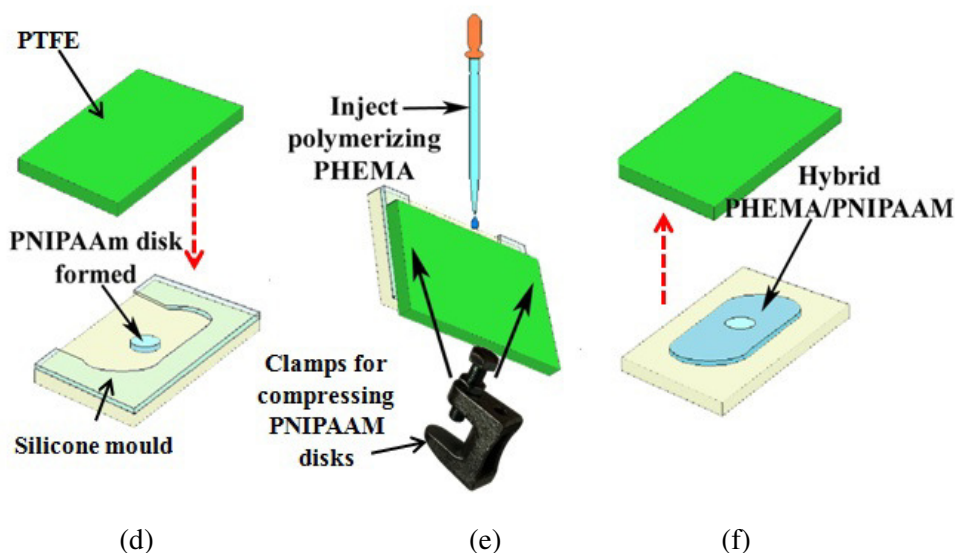 PTFE
PNIPAAm disk
formed
Silicone mould
Inject
polymerizing
PHEMA
Clamps for
compressing
PNIPAAM
disks
Hybrid
PHEMA/PNIPAAM
(d)
(e)
(f)